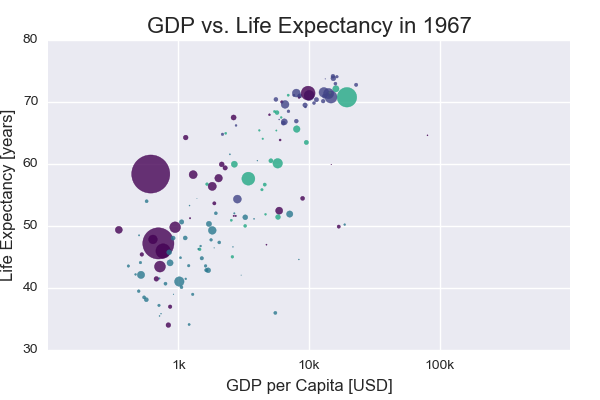 GDP vs. Life Expectancy in 1967
80
70
60
50
40
30
Life Expectancy [years]
1k
10k
100k
GDP per Capita [USD]